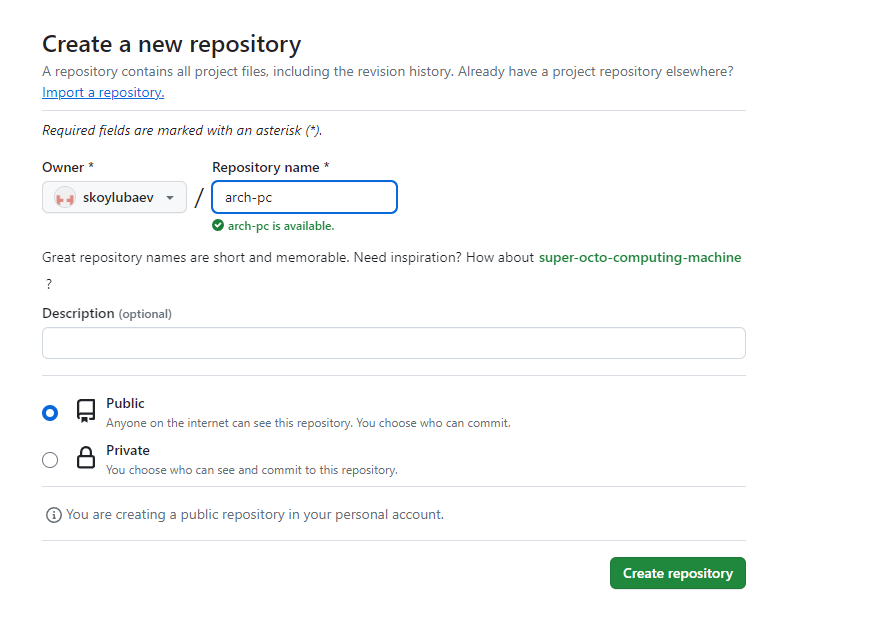 Create a new repository
A repository contains all project files, including the revision history. Already have a project repository elsewhere?
Import a repository.
Required fields are marked with an asterisk (*).
Owner *
Repository name *
skoylubaev
/
arch-pc
arch-pc is available.
Great repository names are short and memorable. Need inspiration? How about super-octo-computing-machine
?
Description (optional)
Public
Anyone on the internet can see this repository. You choose who can commit.
Private
You choose who can see and commit to this repository.
You are creating a public repository in your personal account.
Create repository